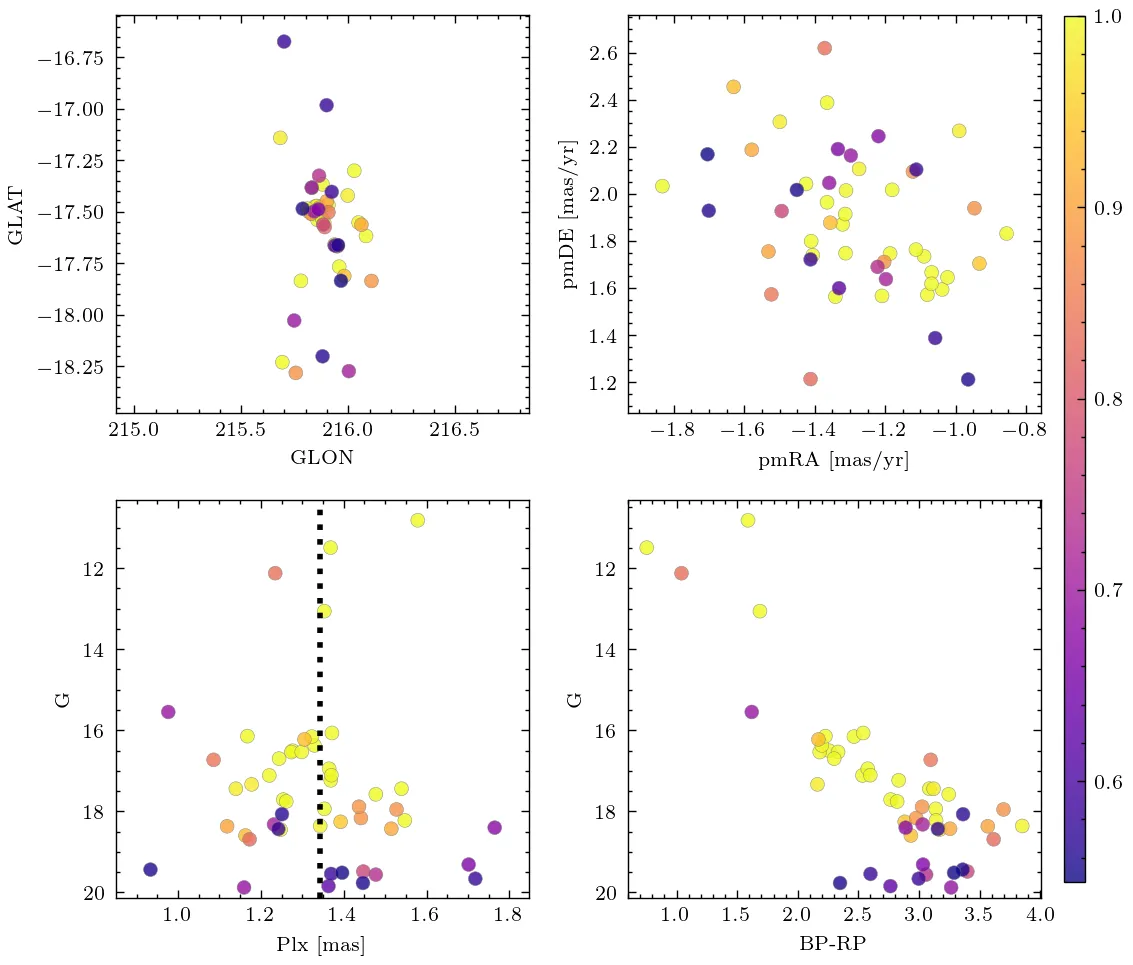 −16.75
−17.00
−17.25
−17.50
−17.75
−18.00
−18.25
GLAT
215.0 215.5 216.0 216.5
GLON
2.6
2.4
2.2
2.0
1.8
1.6
1.4
1.2
pmDE [mas/yr]
−1.8 −1.6 −1.4 −1.2 −1.0 −0.8
pmRA [mas/yr]
1.0
0.9
0.8
0.7
0.6
12
14
16
18
20
G
1.0 1.2 1.4 1.6 1.8
Plx [mas]
12
14
16
18
20
G
1.0 1.5 2.0 2.5 3.0 3.5 4.0
BP-RP